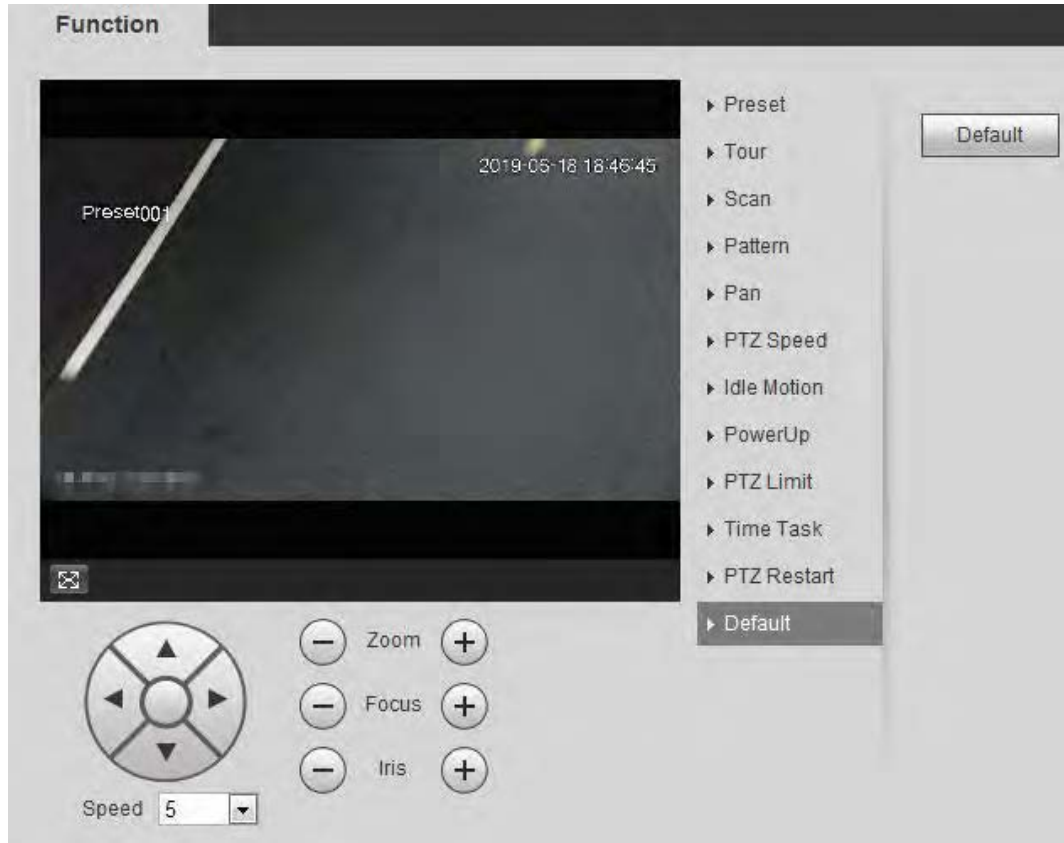 Function
2019-05-18 18:46:45
Preset001
Preset
Tour
Scan
Pattern
Pan
PTZ Speed
Idle Motion
PowerUp
PTZ Limit
Time Task
PTZ Restart
Default
Default
Zoom
Focus
Iris
Speed 5